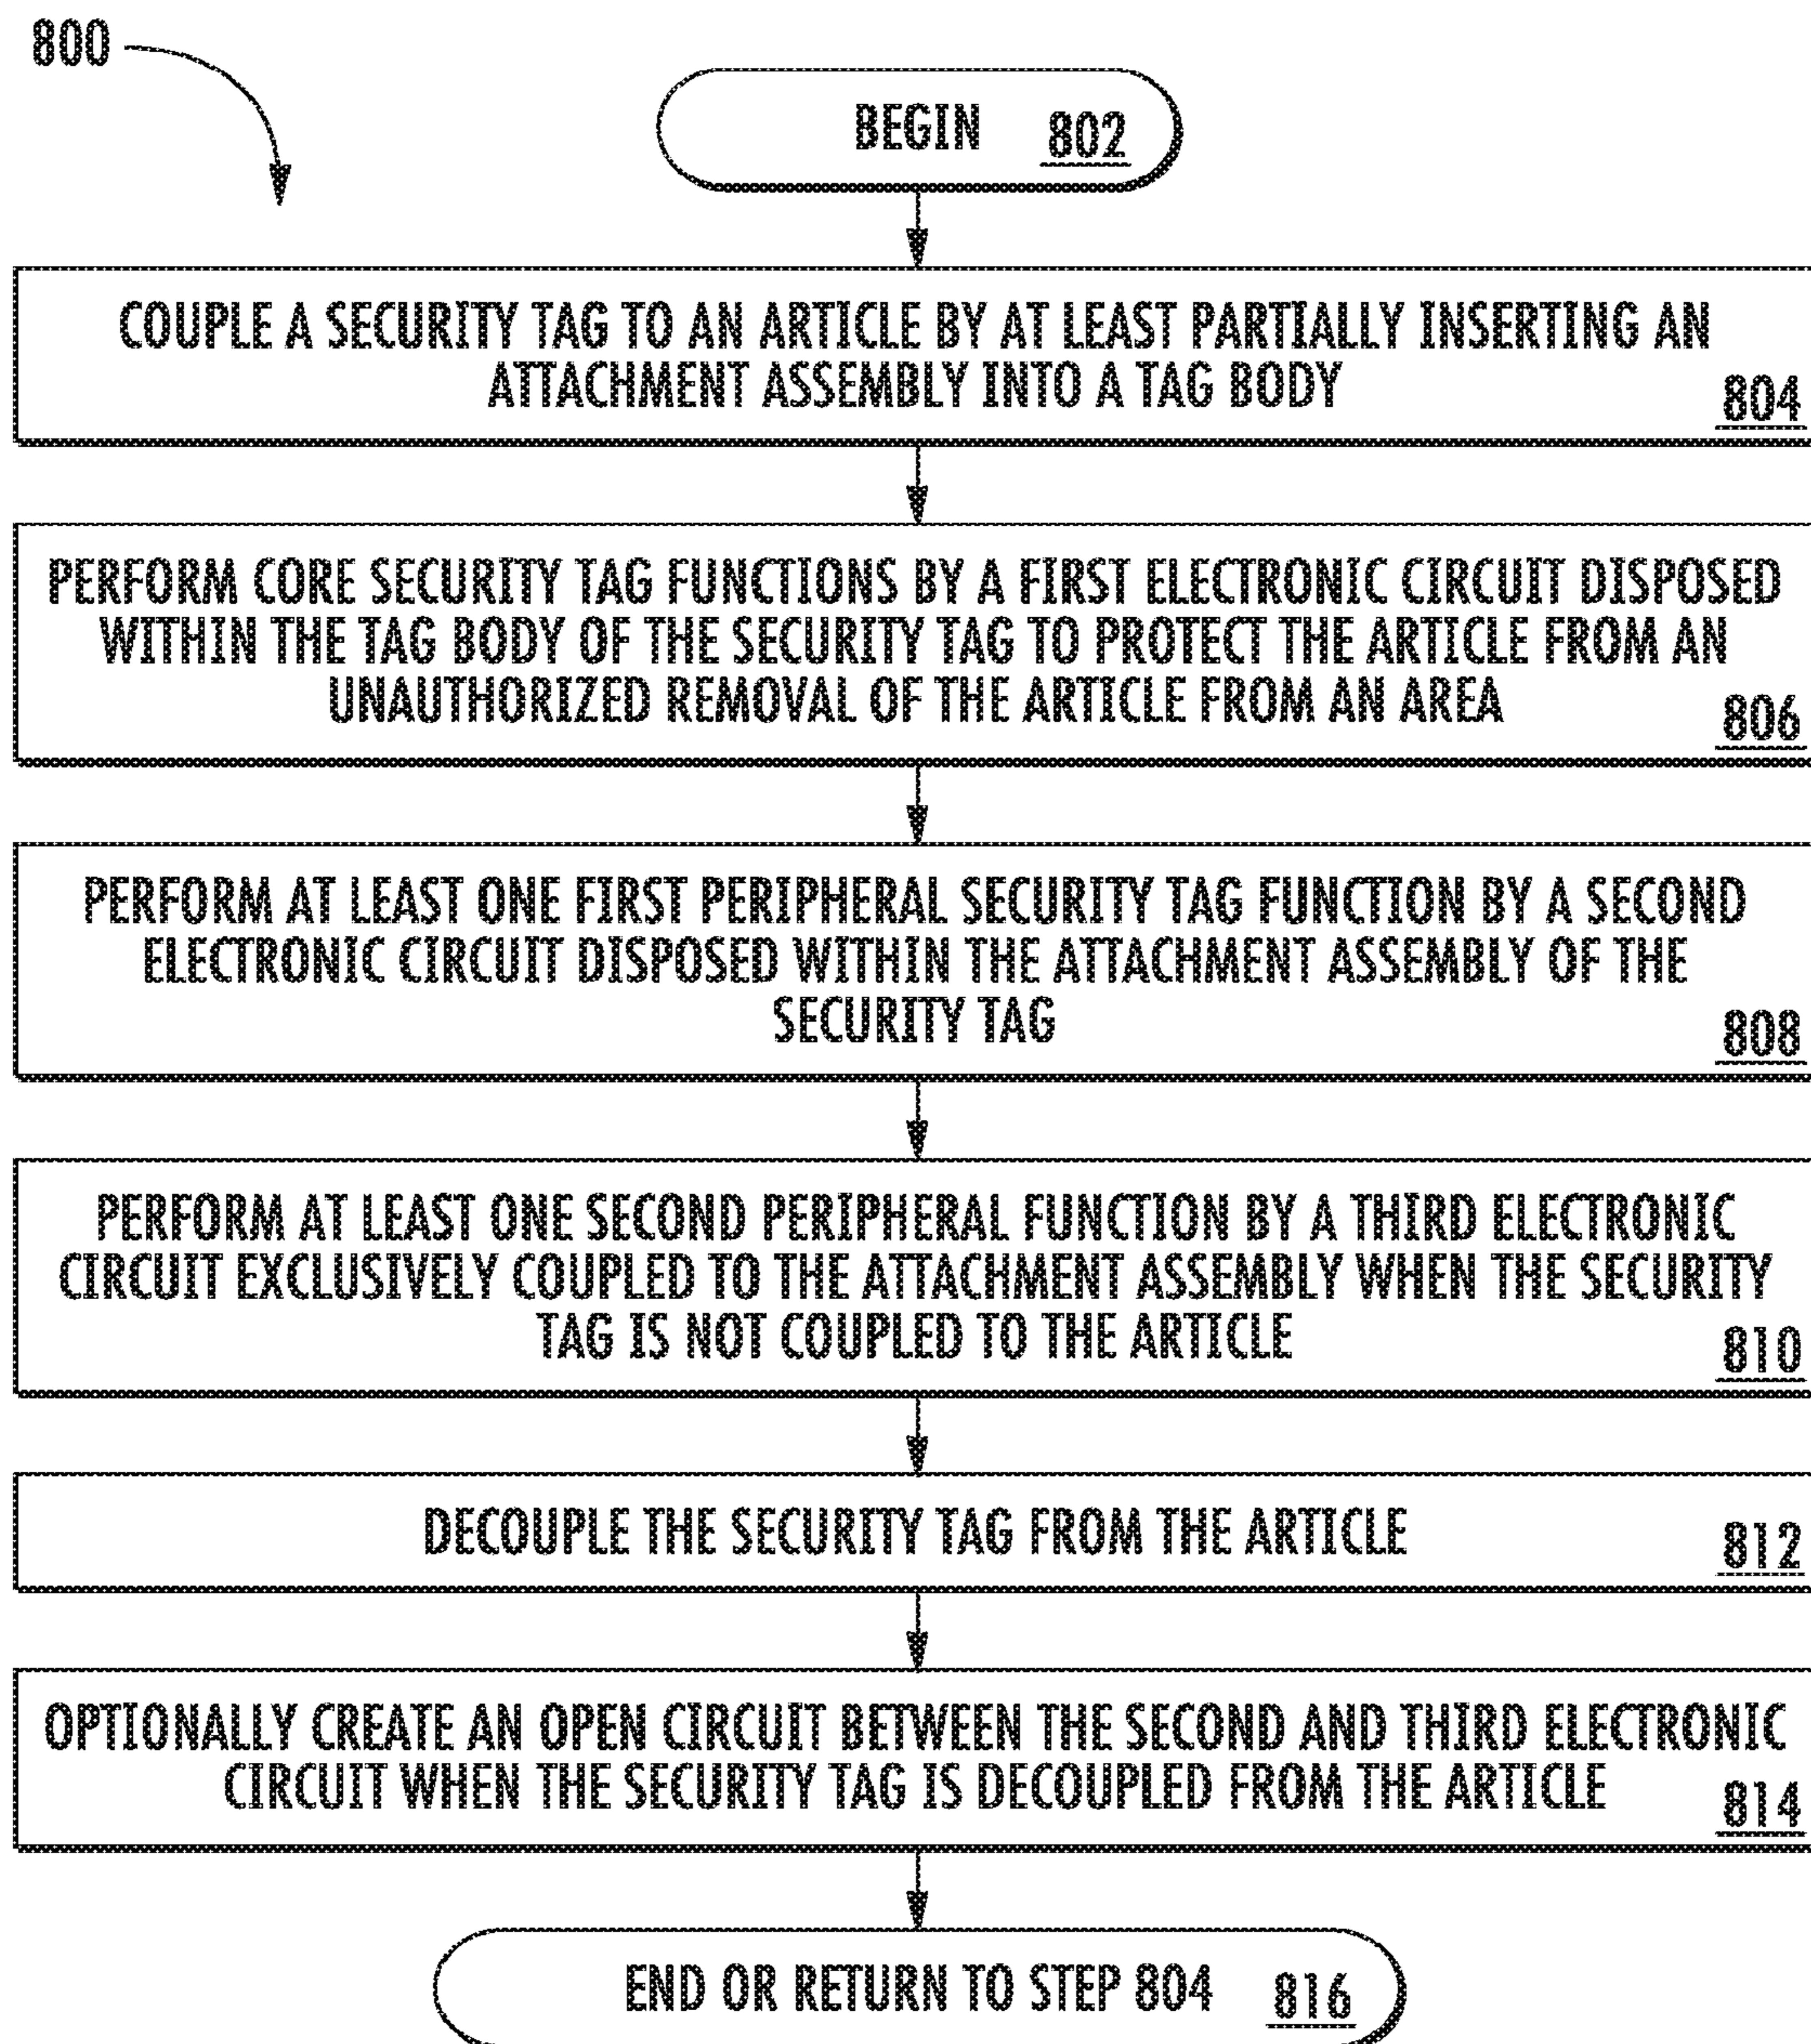 800
BEGIN 802
COUPLE A SECURITY TAG TO AN ARTICLE BY AT LEAST PARTIALLY INSERTING AN
ATTACHMENT ASSEMBLY INTO A TAG BODY
804
PERFORM CORE SECURITY TAG FUNCTIONS BY A FIRST ELECTRONIC CIRCUIT DISPOSED
WITHIN THE TAG BODY OF THE SECURITY TAG TO PROTECT THE ARTICLE FROM AN
UNAUTHORIZED REMOVAL OF THE ARTICLE FROM AN AREA
806
PERFORM AT LEAST ONE FIRST PERIPHERAL SECURITY TAG FUNCTION BY A SECOND
ELECTRONIC CIRCUIT DISPOSED WITHIN THE ATTACHMENT ASSEMBLY OF THE
SECURITY TAG
808
PERFORM AT LEAST ONE SECOND PERIPHERAL FUNCTION BY A THIRD ELECTRONIC
CIRCUIT EXCLUSIVELY COUPLED TO THE ATTACHMENT ASSEMBLY WHEN THE SECURITY
TAG IS NOT COUPLED TO THE ARTICLE
810
DECOUPLE THE SECURITY TAG FROM THE ARTICLE
812
OPTIONALLY CREATE AN OPEN CIRCUIT BETWEEN THE SECOND AND THIRD ELECTRONIC
CIRCUIT WHEN THE SECURITY TAG IS DECOUPLED FROM THE ARTICLE
814
END OR RETURN TO STEP 804 816